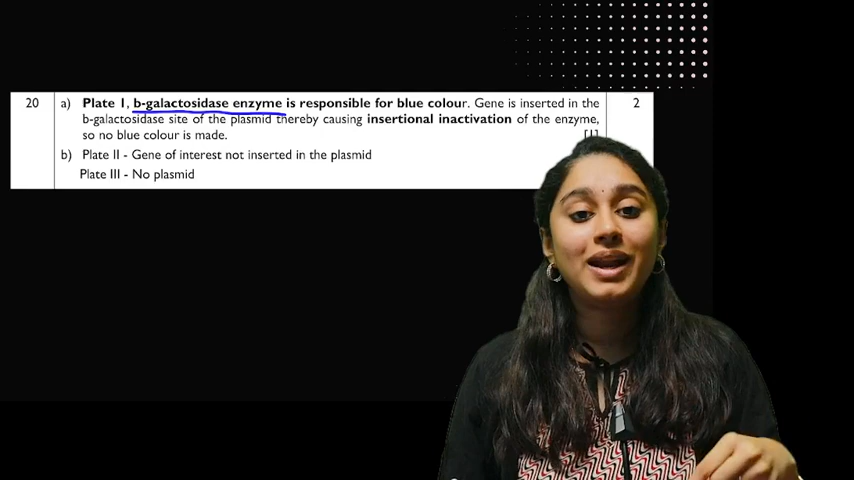 20 a) Plate 1, b-galactosidase enzyme is responsible for blue colour. Gene is inserted in the 2
b-galactosidase site of the plasmid thereby causing insertional inactivation of the enzyme,
so no blue colour is made. [1]
b) Plate II - Gene of interest not inserted in the plasmid
Plate III - No plasmid